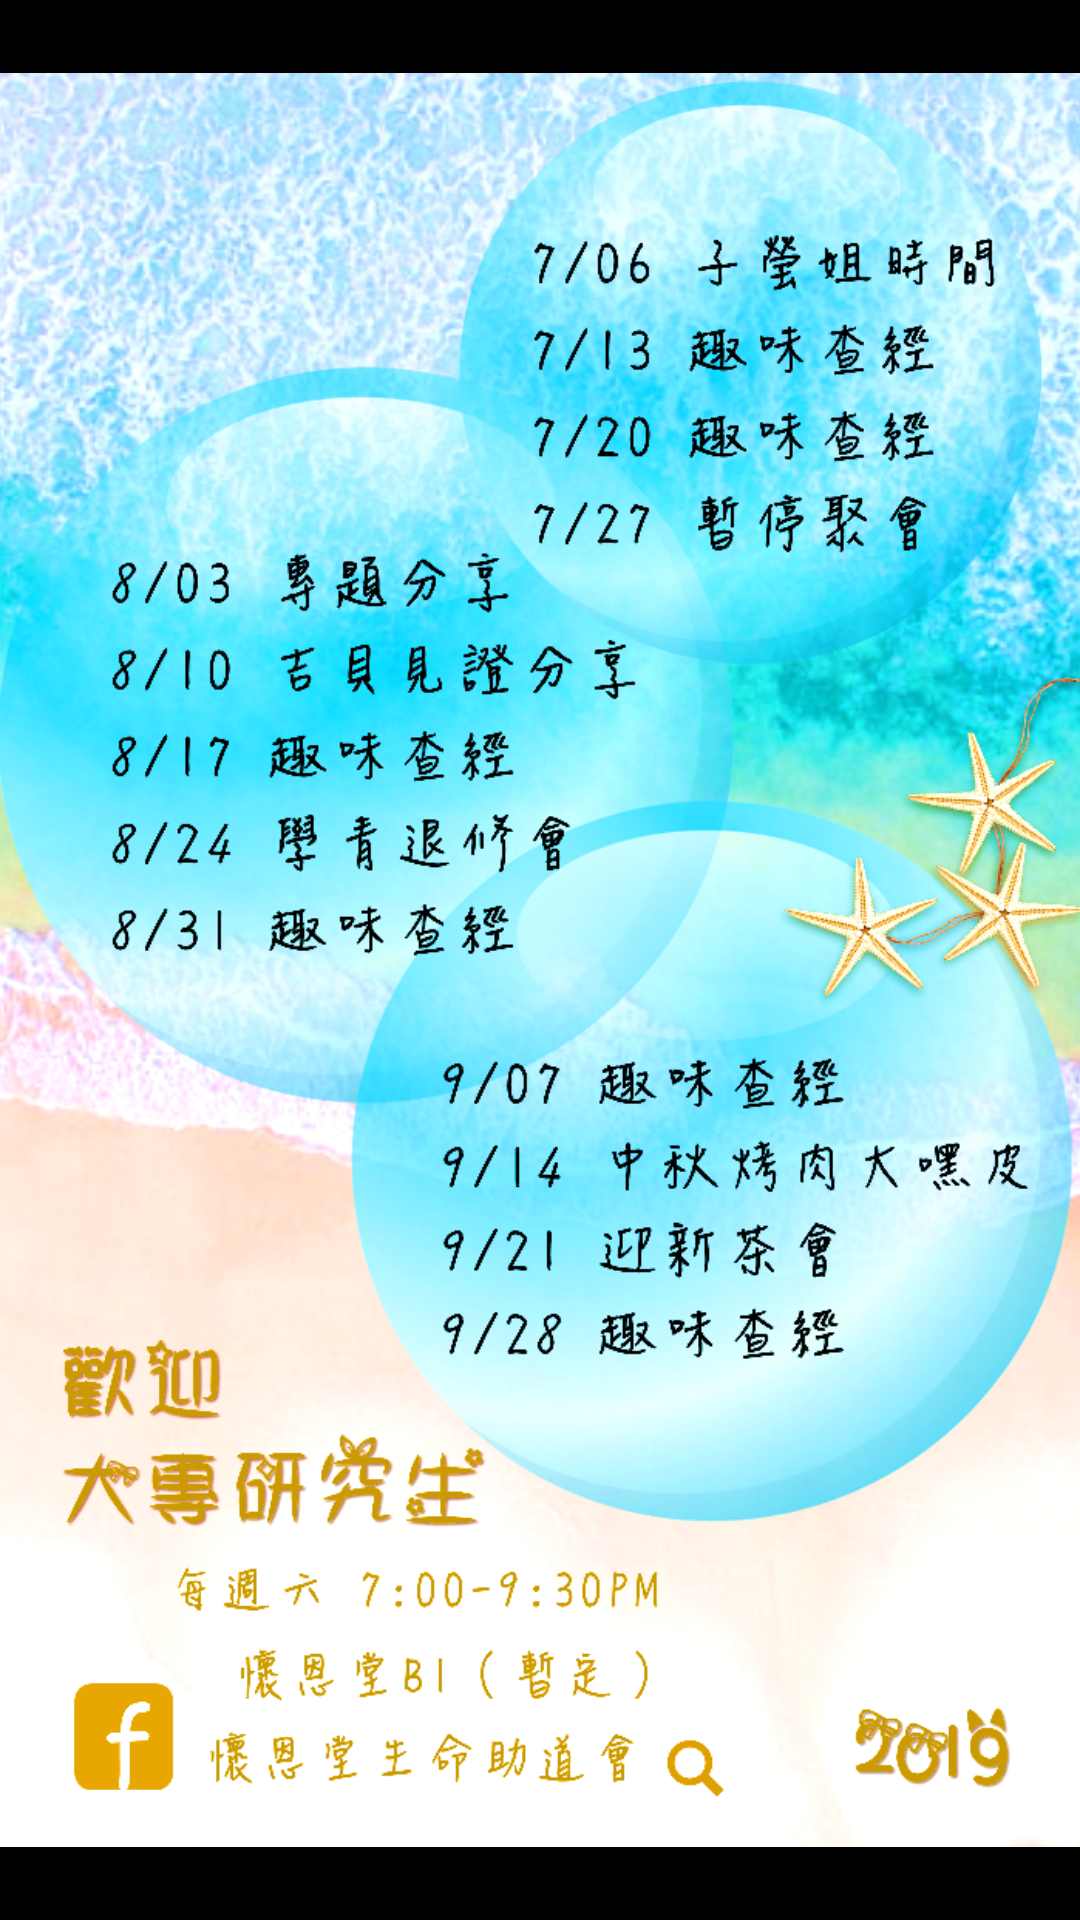 7/06 子瑩姐時間
7/13 趣味查經
7/20 趣味查經
7/27 暫停聚會
8/03 專題分享
8/10 吉貝見證分享
8/17 趣味查經
8/24 學青退修會
8/31 趣味查經
9/07 趣味查經
9/14 中秋烤肉大嘿皮
9/21 迎新茶會
9/28 趣味查經
歡迎
大專研究生
每週六 7:00-9:30PM
懷恩堂B1(暫定)
f 懷恩堂生命助道會
2019